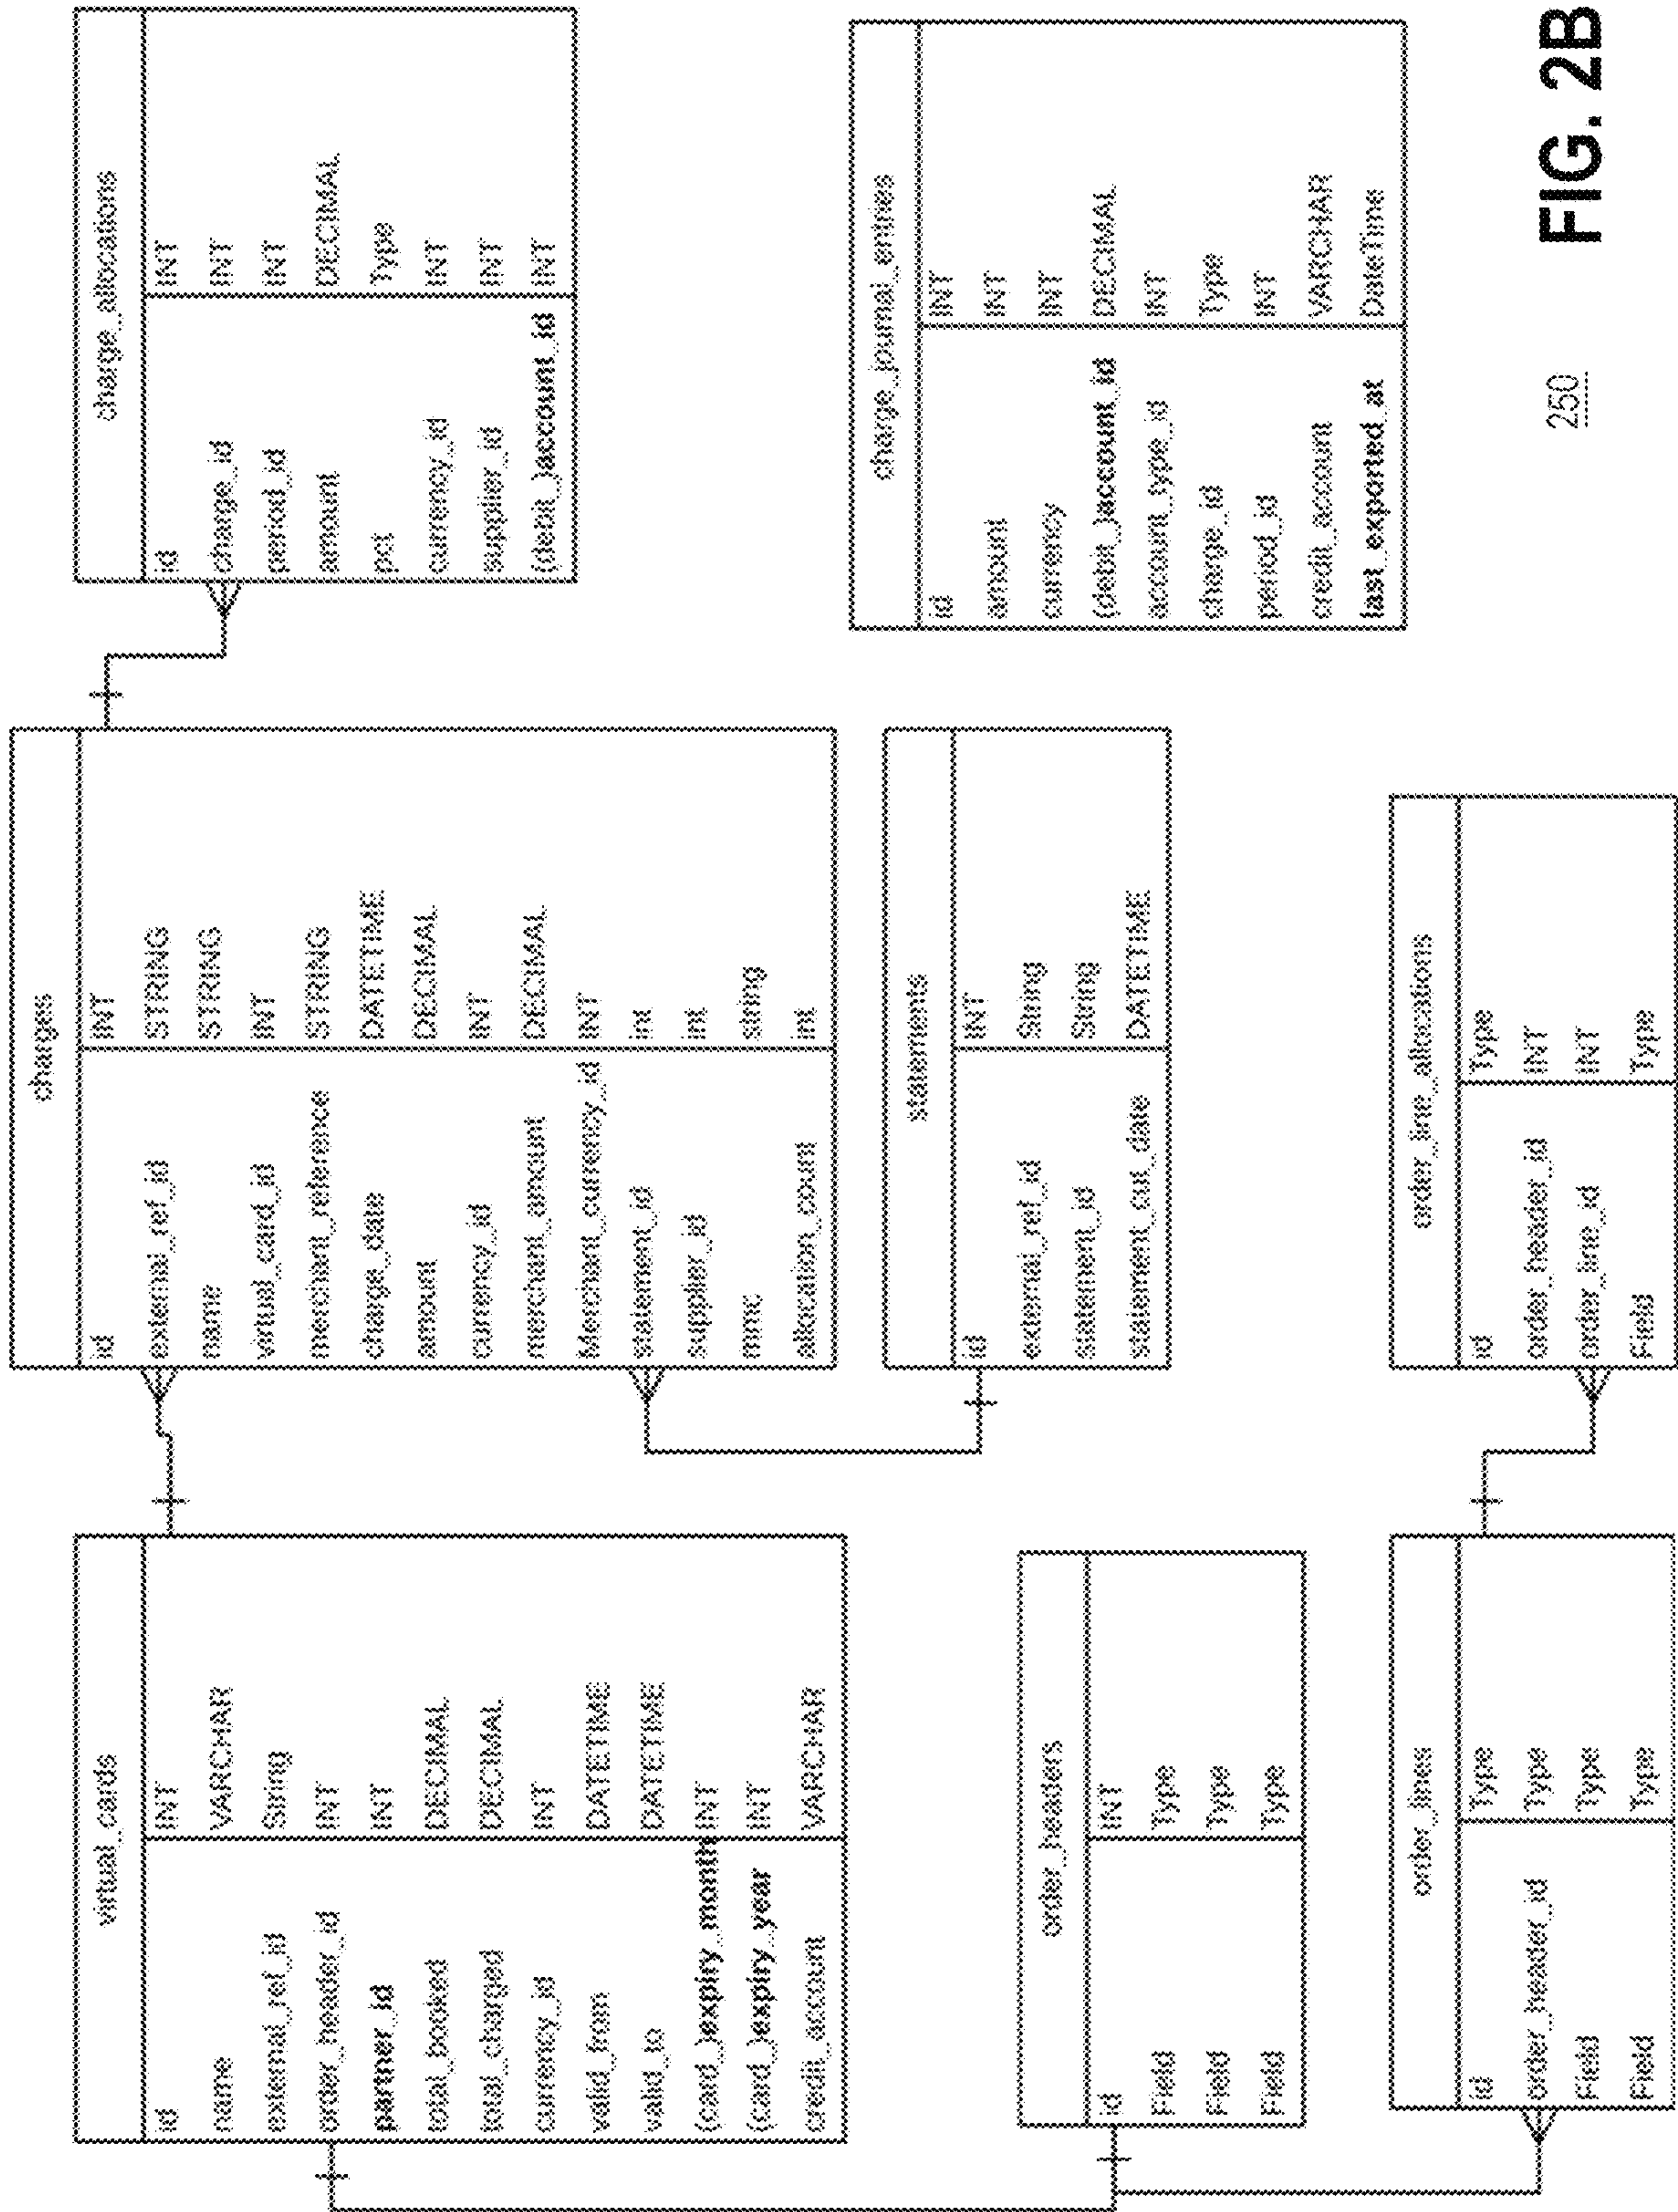 virtual_cards
id INT
name VARCHAR
external_ref_id String
order_header_id INT
partner_id INT
total_booked DECIMAL
total_charged DECIMAL
currency_id INT
valid_from DATETIME
valid_to DATETIME
(card_)expiry_month INT
(card_)expiry_year INT
credit_account VARCHAR
charges
id INT
external_ref_id STRING
name STRING
virtual_card_id INT
merchant_reference STRING
charge_date DATETIME
amount DECIMAL
currency_id INT
merchant_amount DECIMAL
Merchant_currency_id INT
statement_id int
supplier_id int
mmc string
allocation_count int
charge_allocations
id INT
charge_id INT
period_id INT
amount DECIMAL
pct Type
currency_id INT
supplier_id INT
(debit_)account_id INT
order_headers
id INT
Field Type
Field Type
Field Type
statements
id INT
external_ref_id String
statement_id String
statement_cut_date DATETIME
charge_journal_entries
id INT
amount INT
currency INT
(debit_)account_id DECIMAL
account_type_id INT
charge_id Type
period_id INT
credit_account VARCHAR
last_exported_at DateTime
order_lines
id Type
order_header_id Type
Field Type
Field Type
order_line_allocations
id Type
order_header_id INT
order_line_id INT
Field Type
250
FIG. 2B